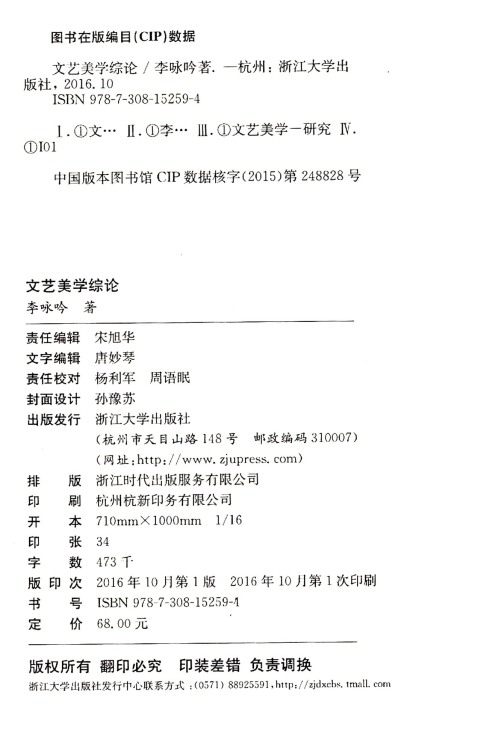 图书在版编目(CIP)数据
文艺美学综论 / 李咏吟著. —杭州：浙江大学出
版社，2016.10
ISBN 978-7-308-15259-4
Ⅰ.①文… Ⅱ.①李… Ⅲ.①文艺美学－研究 Ⅳ.
①I01
中国版本图书馆 CIP 数据核字(2015)第 248828 号
文艺美学综论
李咏吟 著
责任编辑 宋旭华
文字编辑 唐妙琴
责任校对 杨利军 周语眠
封面设计 孙豫苏
出版发行 浙江大学出版社
(杭州市天目山路 148 号 邮政编码 310007)
(网址:http://www.zjupress.com)
排 版 浙江时代出版服务有限公司
印 刷 杭州杭新印务有限公司
开 本 710mm×1000mm 1/16
印 张 34
字 数 473 千
版 印 次 2016 年 10 月第 1 版 2016 年 10 月第 1 次印刷
书 号 ISBN 978-7-308-15259-4
定 价 68.00 元
版权所有 翻印必究 印装差错 负责调换
浙江大学出版社发行中心联系方式:(0571) 88925591,http://zjdxcbs.tmall.com